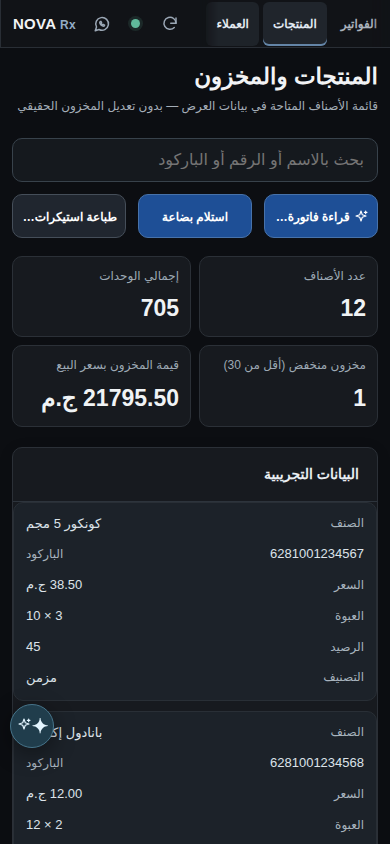 الفواتير المنتجات العملاء NOVA Rx
المنتجات والمخزون
قائمة الأصناف المتاحة في بيانات العرض — بدون تعديل المخزون الحقيقي
بحث بالاسم أو الرقم أو الباركود
قراءة فاتورة... استلام بضاعة طباعة استيكرات...
عدد الأصناف إجمالي الوحدات
12 705
مخزون منخفض (أقل من 30) قيمة المخزون بسعر البيع
1 21795.50 ج.م
البيانات التجريبية
الصنف كونكور 5 مجم
6281001234567 الباركود
السعر 38.50 ج.م
العبوة 3 × 10
الرصيد 45
التصنيف مزمن
الصنف بانادول
6281001234568 الباركود
السعر 12.00 ج.م
العبوة 2 × 12